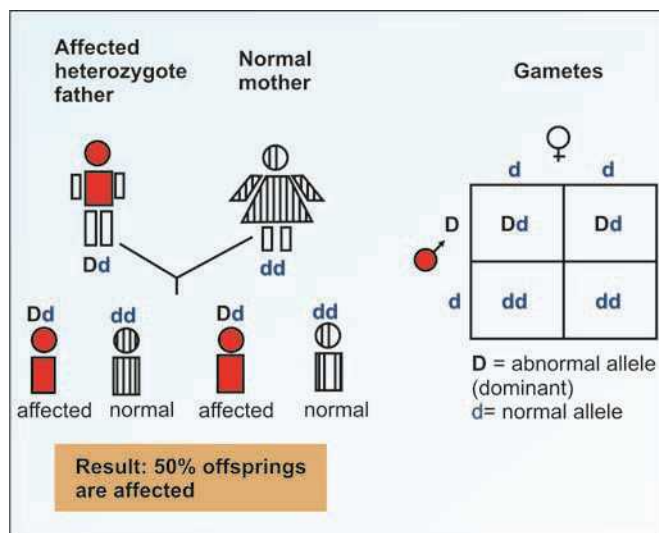 Affected
heterozygote
father
Normal
mother
Dd
dd
Dd
dd
Dd
dd
affected
normal
affected
normal
Result: 50% offsprings
are affected
Gametes
d
d
D
Dd
Dd
d
dd
dd
D = abnormal allele
(dominant)
d= normal allele